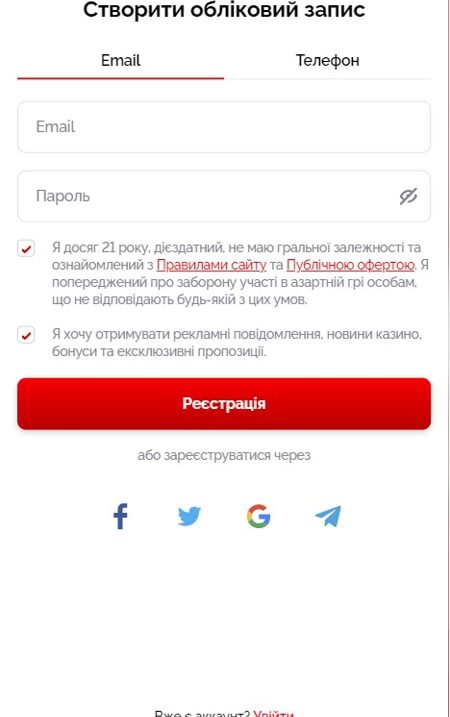 Створити обліковий запис
Email
Телефон
Email
Пароль
Я досяг 21 року, дієздатний, не маю гральної залежності та
ознайомлений з Правилами сайту та Публічною офертою. Я
попереджений про заборону участі в азартній грі особам,
що не відповідають будь-якій з цих умов.
Я хочу отримувати рекламні повідомлення, новини казино,
бонуси та ексклюзивні пропозиції.
Реєстрація
або зареєструватися через
Вже є аккаунт? Увійти